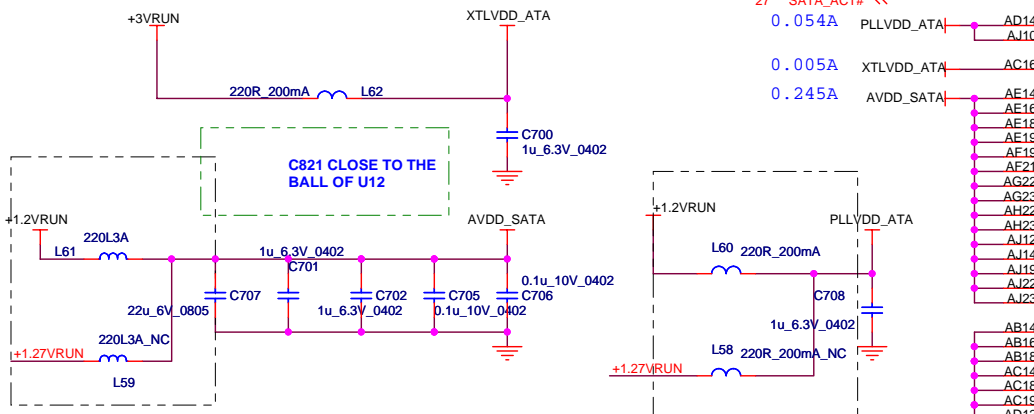 27 SATA_ACT# <<
+3VRUN
XTLVDD_ATA
220R_200mA L62
C700
1u_6.3V_0402
C821 CLOSE TO THE
BALL OF U12
+1.2VRUN
L61 220L3A
AVDD_SATA
1u_6.3V_0402
C701
0.1u_10V_0402
C707
C702
C705
C706
22u_6V_0805
1u_6.3V_0402
0.1u_10V_0402
220L3A_NC
+1.27VRUN
L59
+1.2VRUN
PLLVDD_ATA
L60 220R_200mA
C708
1u_6.3V_0402
L58 220R_200mA_NC
+1.27VRUN
0.054A PLLVDD_ATA
0.005A XTLVDD_ATA
0.245A AVDD_SATA
AD14
AJ10
AC16
AE14
AE16
AE18
AE19
AF19
AF21
AG22
AG23
AH22
AH23
AJ12
AJ14
AJ19
AJ22
AJ23
AB14
AB16
AB18
AC14
AC18
AC19